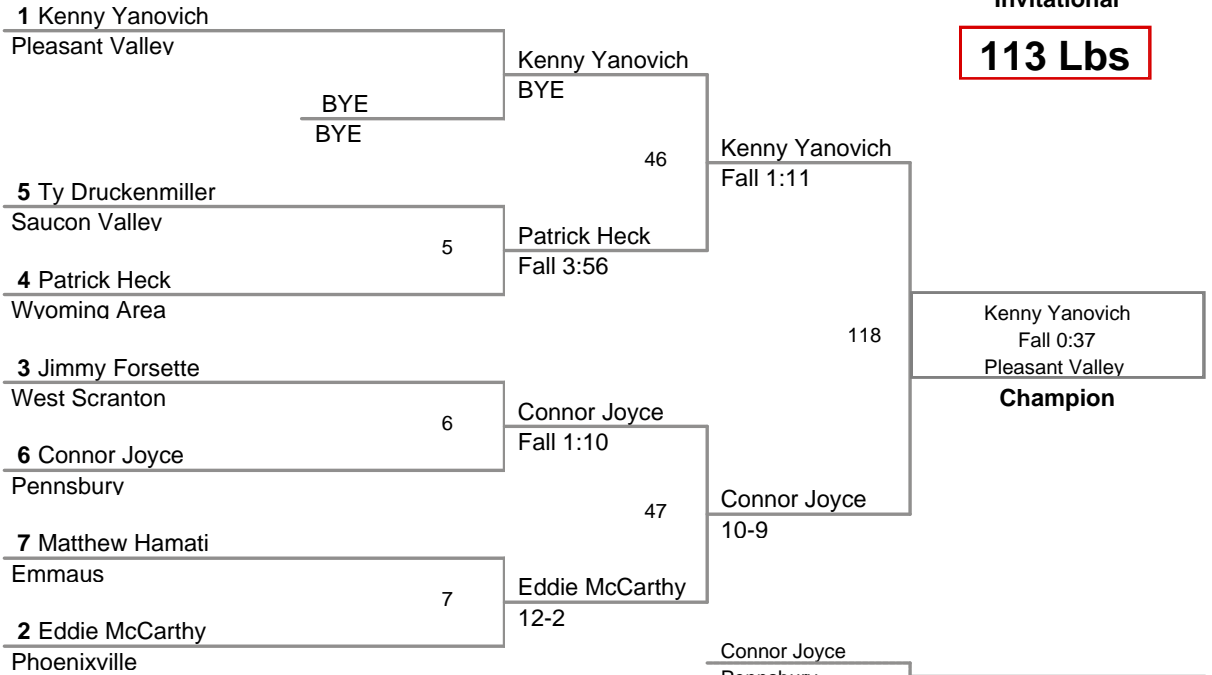 Invitational
113 Lbs
1 Kenny Yanovich
Pleasant Valley
BYE
BYE
Kenny Yanovich
BYE
5 Ty Druckenmiller
Saucon Valley
5
4 Patrick Heck
Wyoming Area
Patrick Heck
Fall 3:56
46
Kenny Yanovich
Fall 1:11
3 Jimmy Forsette
West Scranton
6
6 Connor Joyce
Pennsbury
Connor Joyce
Fall 1:10
7 Matthew Hamati
Emmaus
7
2 Eddie McCarthy
Phoenixville
Eddie McCarthy
12-2
47
Connor Joyce
10-9
118
Kenny Yanovich
Fall 0:37
Pleasant Valley
Champion
Connor Joyce
Pennsbury